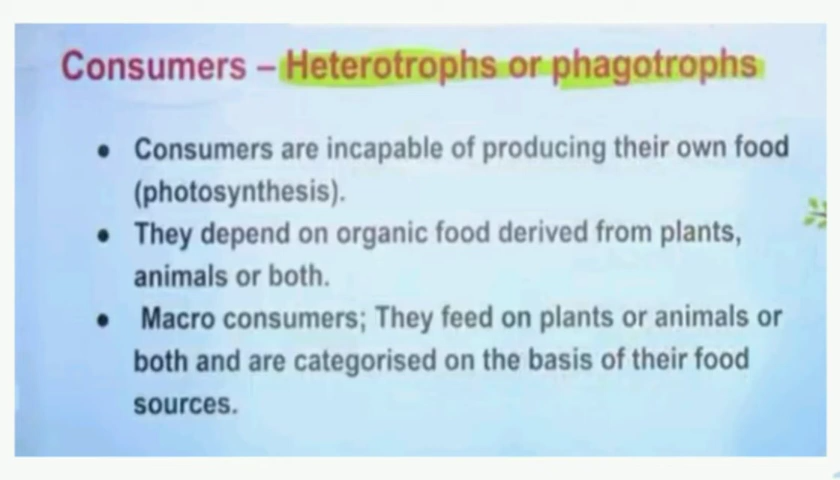 Consumers – Heterotrophs or phagotrophs
• Consumers are incapable of producing their own food
(photosynthesis).
• They depend on organic food derived from plants,
animals or both.
• Macro consumers; They feed on plants or animals or
both and are categorised on the basis of their food
sources.